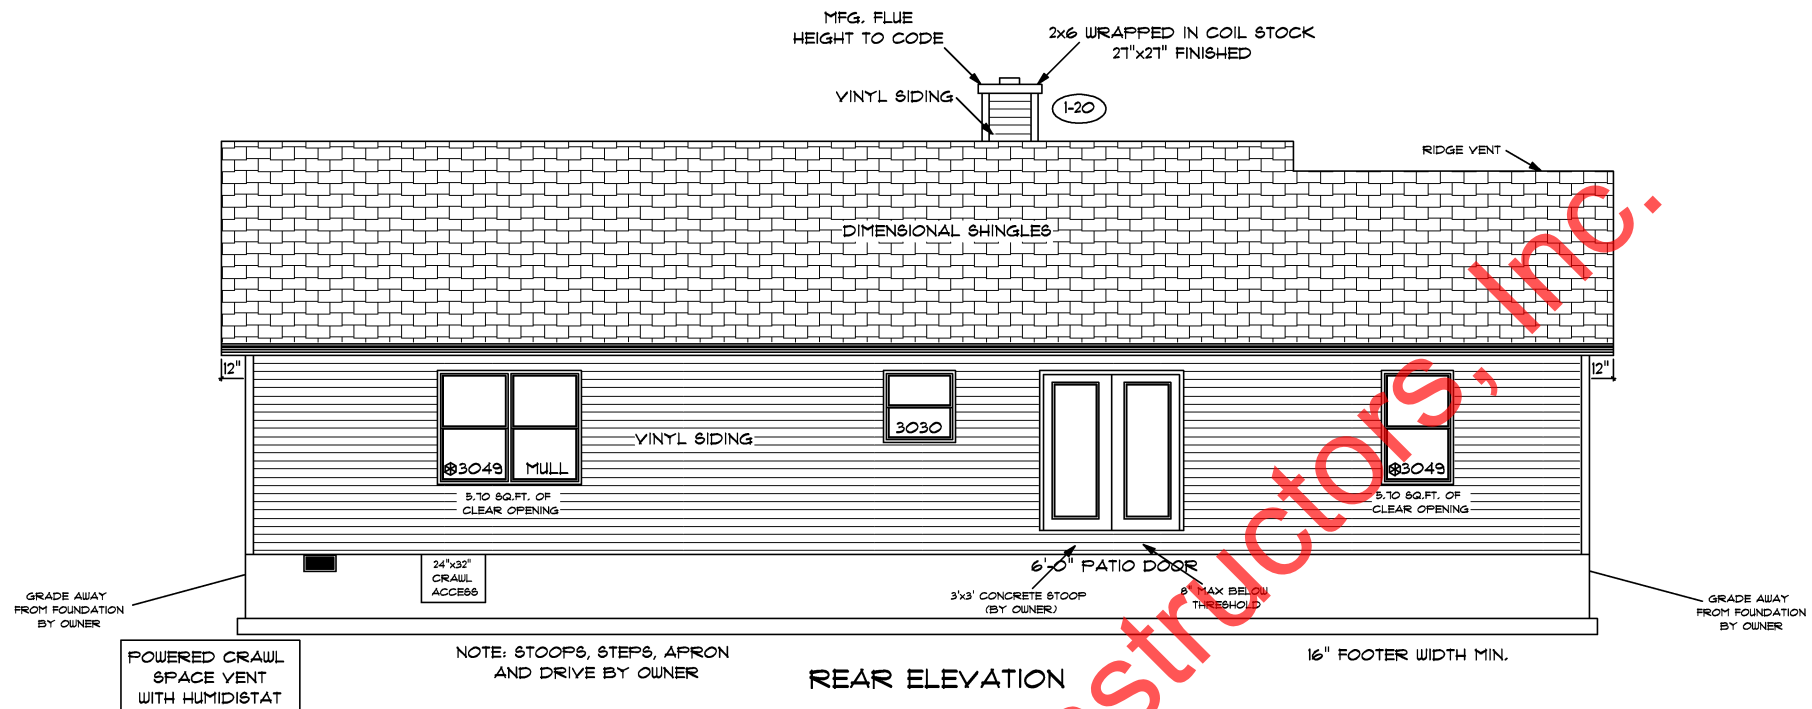 MFG. FLUE
HEIGHT TO CODE
2x6 WRAPPED IN COIL STOCK
27"x27" FINISHED
VINYL SIDING
1-20
RIDGE VENT
DIMENSIONAL SHINGLES
12"
12"
3030
VINYL SIDING
3049 MULL
3049
5.70 SQ.FT. OF
CLEAR OPENING
5.70 SQ.FT. OF
CLEAR OPENING
24"x32"
CRAWL
ACCESS
6'-0" PATIO DOOR
3'x3' CONCRETE STOOP
(BY OWNER)
8" MAX BELOW
THRESHOLD
GRADE AWAY
FROM FOUNDATION
BY OWNER
GRADE AWAY
FROM FOUNDATION
BY OWNER
POWERED CRAWL
SPACE VENT
WITH HUMIDISTAT
NOTE: STOOPS, STEPS, APRON
AND DRIVE BY OWNER
REAR ELEVATION
16" FOOTER WIDTH MIN.
structors, Inc.